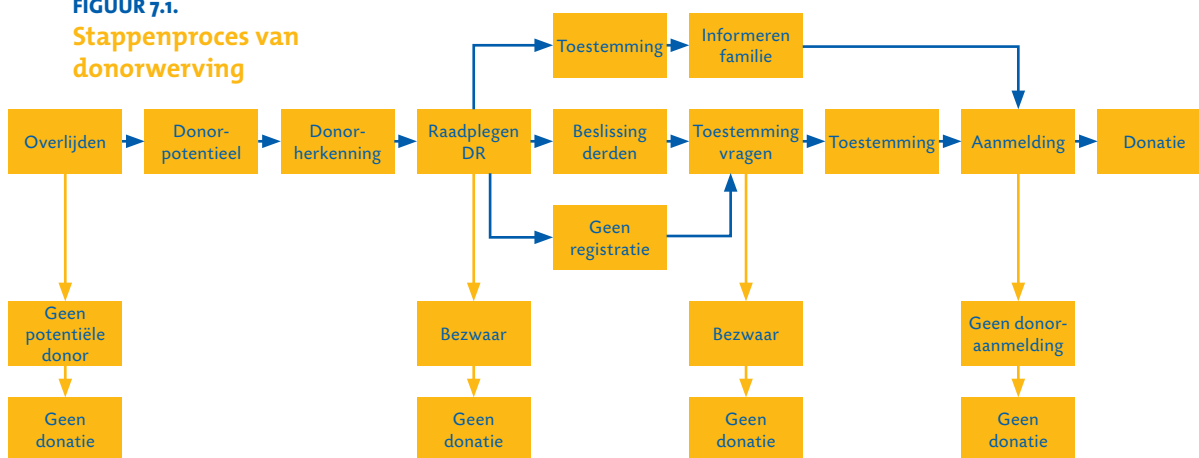 FIGUUR 7.1.
Stappenproces van
donorwerving
Toestemming
Informeren
familie
Overlijden
Donor-
potentieel
Donor-
herkenning
Raadplegen
DR
Beslissing
derden
Toestemming
vragen
Toestemming
Aanmelding
Donatie
Geen
registratie
Geen
potentiële
donor
Bezwaar
Bezwaar
Geen donor-
aanmelding
Geen
donatie
Geen
donatie
Geen
donatie
Geen
donatie